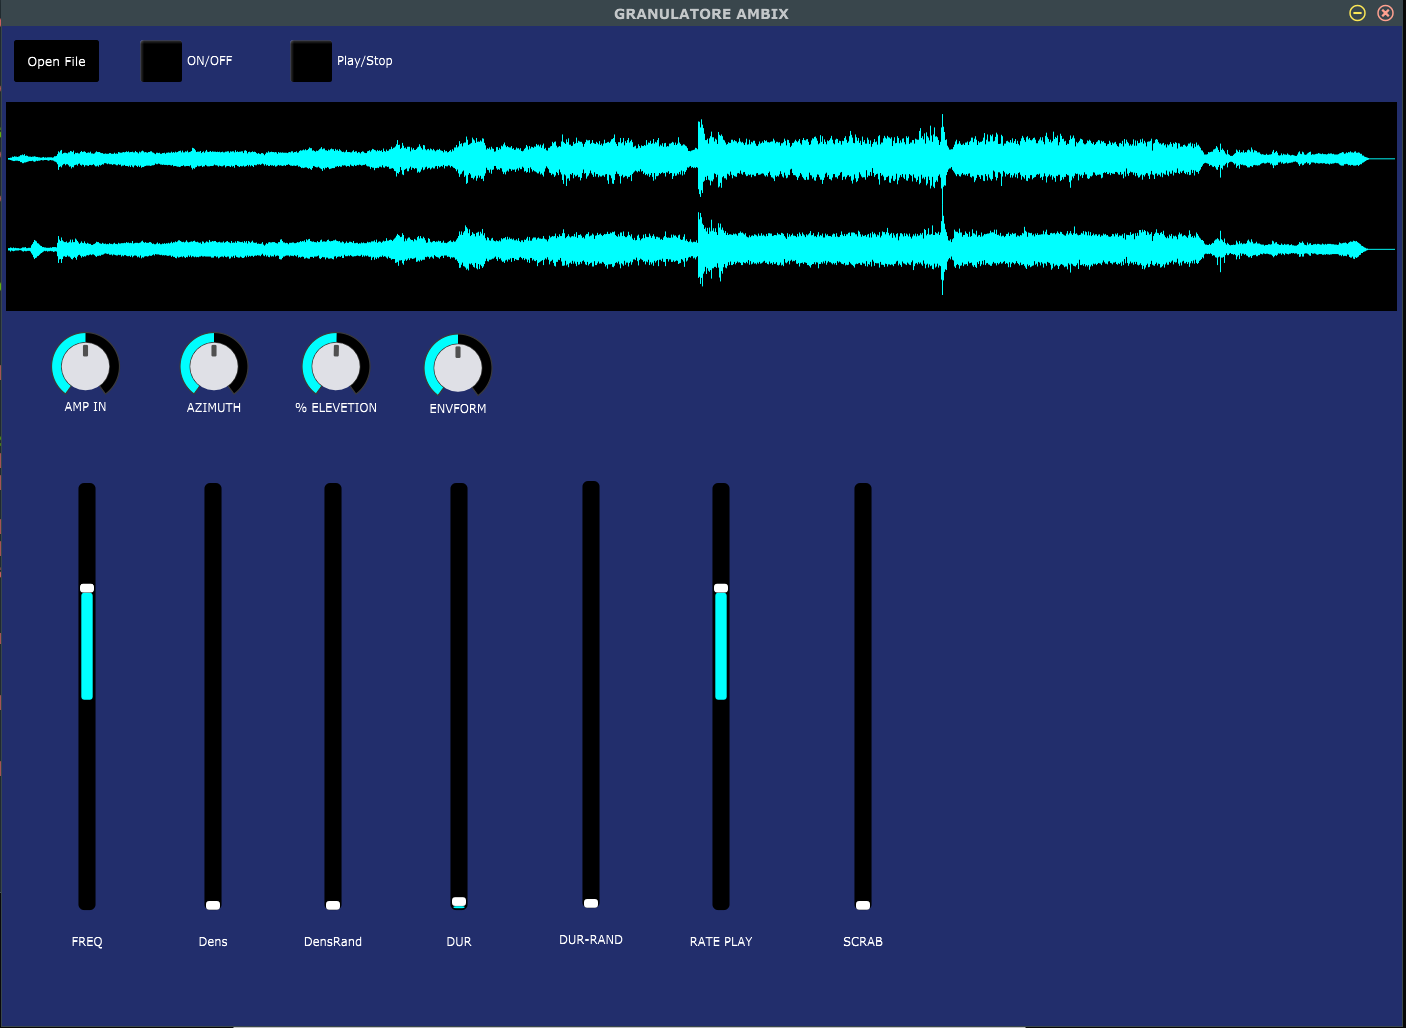 GRANULATORE AMBIX
Open File
ON/OFF
Play/Stop
AMP IN
AZIMUTH
% ELEVETION
ENVFORM
FREQ
Dens
DensRand
DUR
DUR-RAND
RATE PLAY
SCRAB